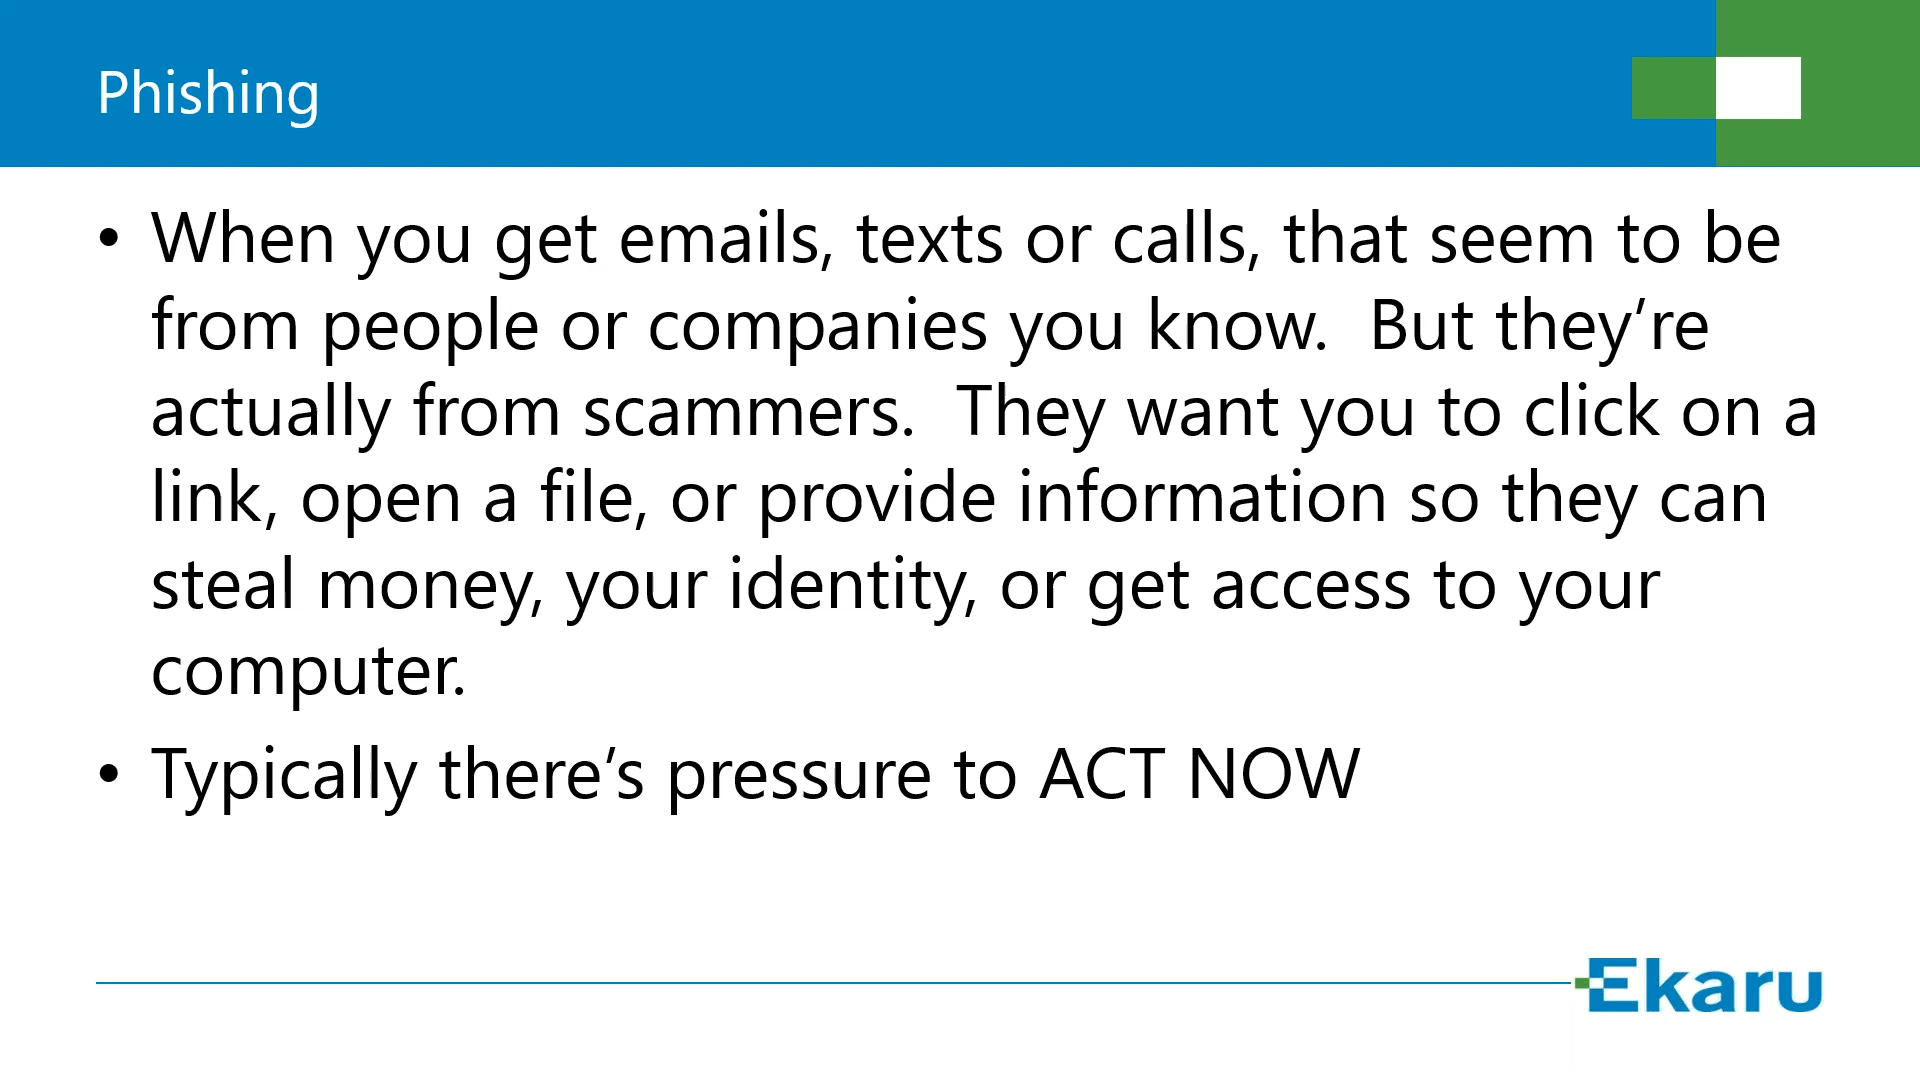 Phishing
• When you get emails, texts or calls, that seem to be
from people or companies you know.  But they’re
actually from scammers.  They want you to click on a
link, open a file, or provide information so they can
steal money, your identity, or get access to your
computer.
• Typically there’s pressure to ACT NOW
Ekaru